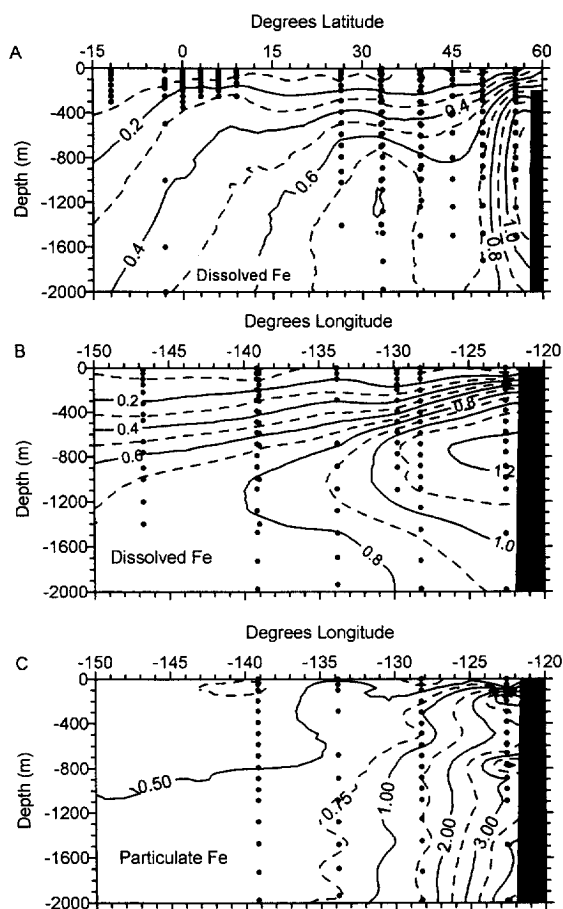 Degrees Latitude
A
-15 0 15 30 45 60
0
-400
-800
-1200
-1600
-2000
Depth (m)
0.2
0.4
0.6
0.4
0.8
1.0
Dissolved Fe
Degrees Longitude
B
-150 -145 -140 -135 -130 -125 -120
0
-400
-800
-1200
-1600
-2000
Depth (m)
0.2
0.4
0.6
0.8
1.2
1.0
0.8
Dissolved Fe
Degrees Longitude
C
-150 -145 -140 -135 -130 -125 -120
0
-400
-800
-1200
-1600
-2000
Depth (m)
0.50
0.75
1.00
2.00
3.00
Particulate Fe